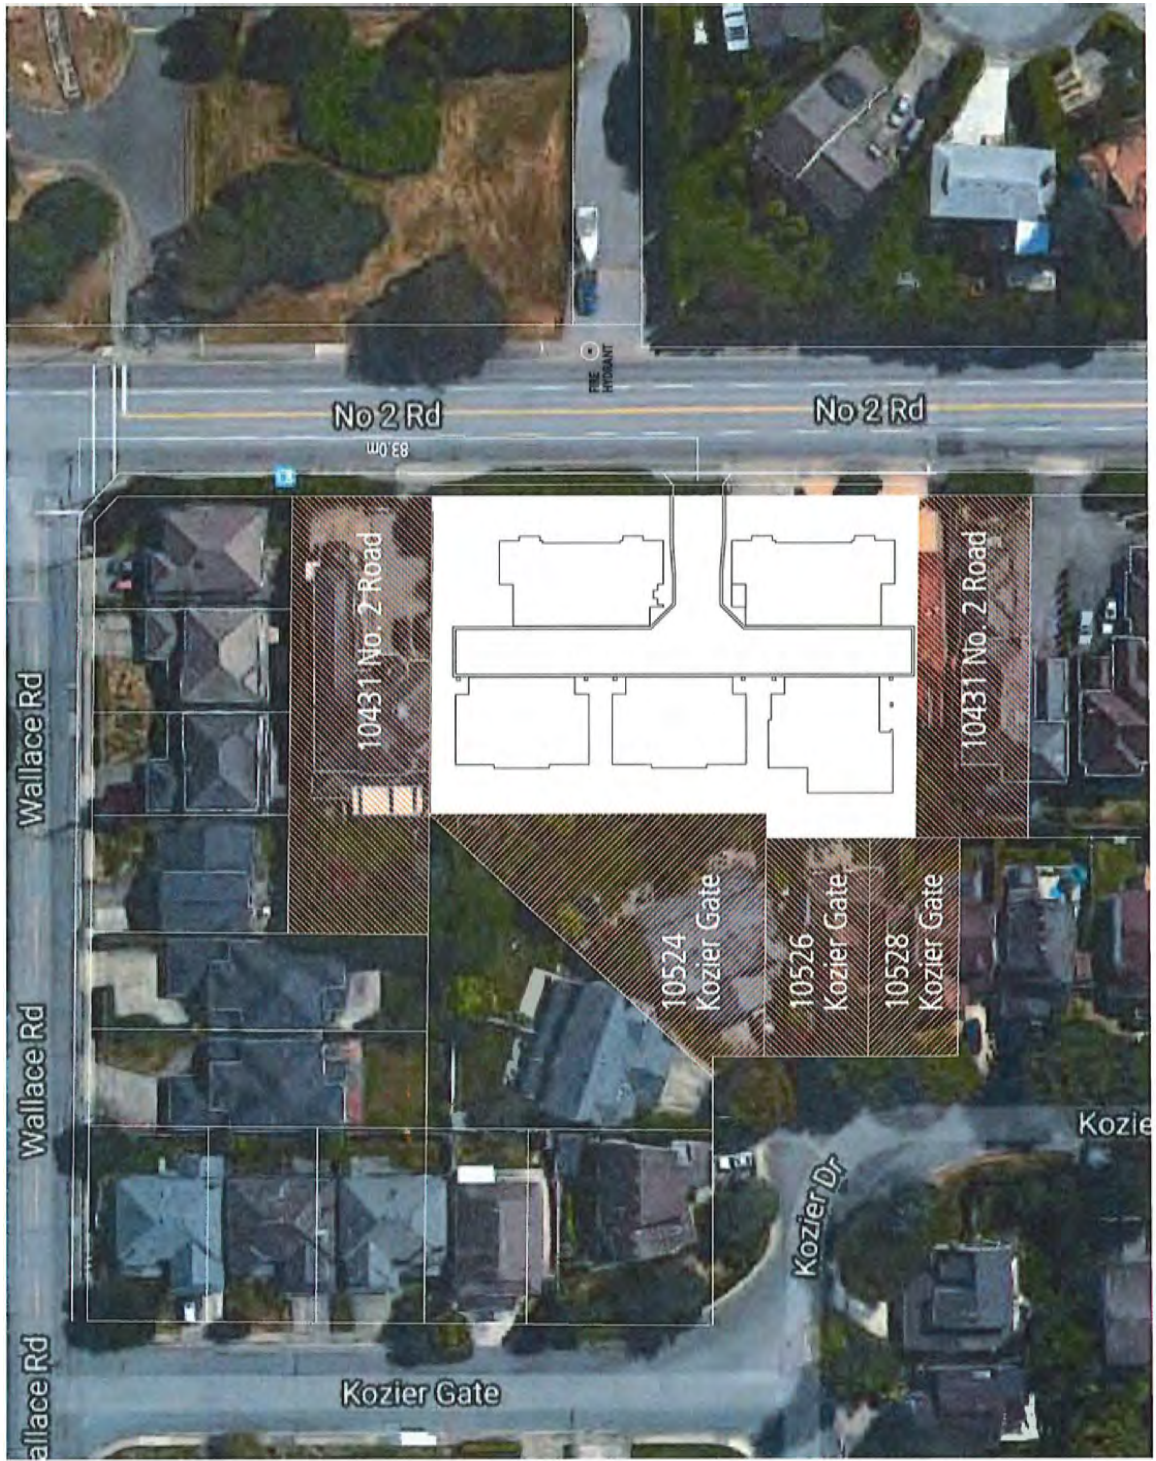 FIRE
HYDRANT
No 2 Rd
No 2 Rd
83.0m
10431 No. 2 Road
10431 No. 2 Road
Wallace Rd
Wallace Rd
allace Rd
10524
Kozier Gate
10526
Kozier Gate
10528
Kozier Gate
Kozie
Kozier Dr
Kozier Gate